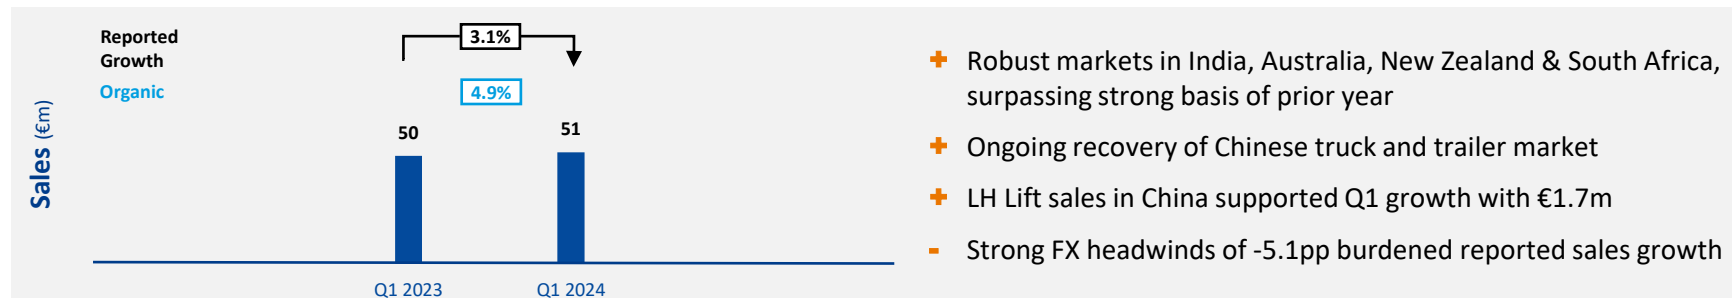 Reported
Growth
3.1%
Organic
4.9%
Sales (€m)
50
51
Q1 2023
Q1 2024
+ Robust markets in India, Australia, New Zealand & South Africa,
surpassing strong basis of prior year
+ Ongoing recovery of Chinese truck and trailer market
+ LH Lift sales in China supported Q1 growth with €1.7m
- Strong FX headwinds of -5.1pp burdened reported sales growth